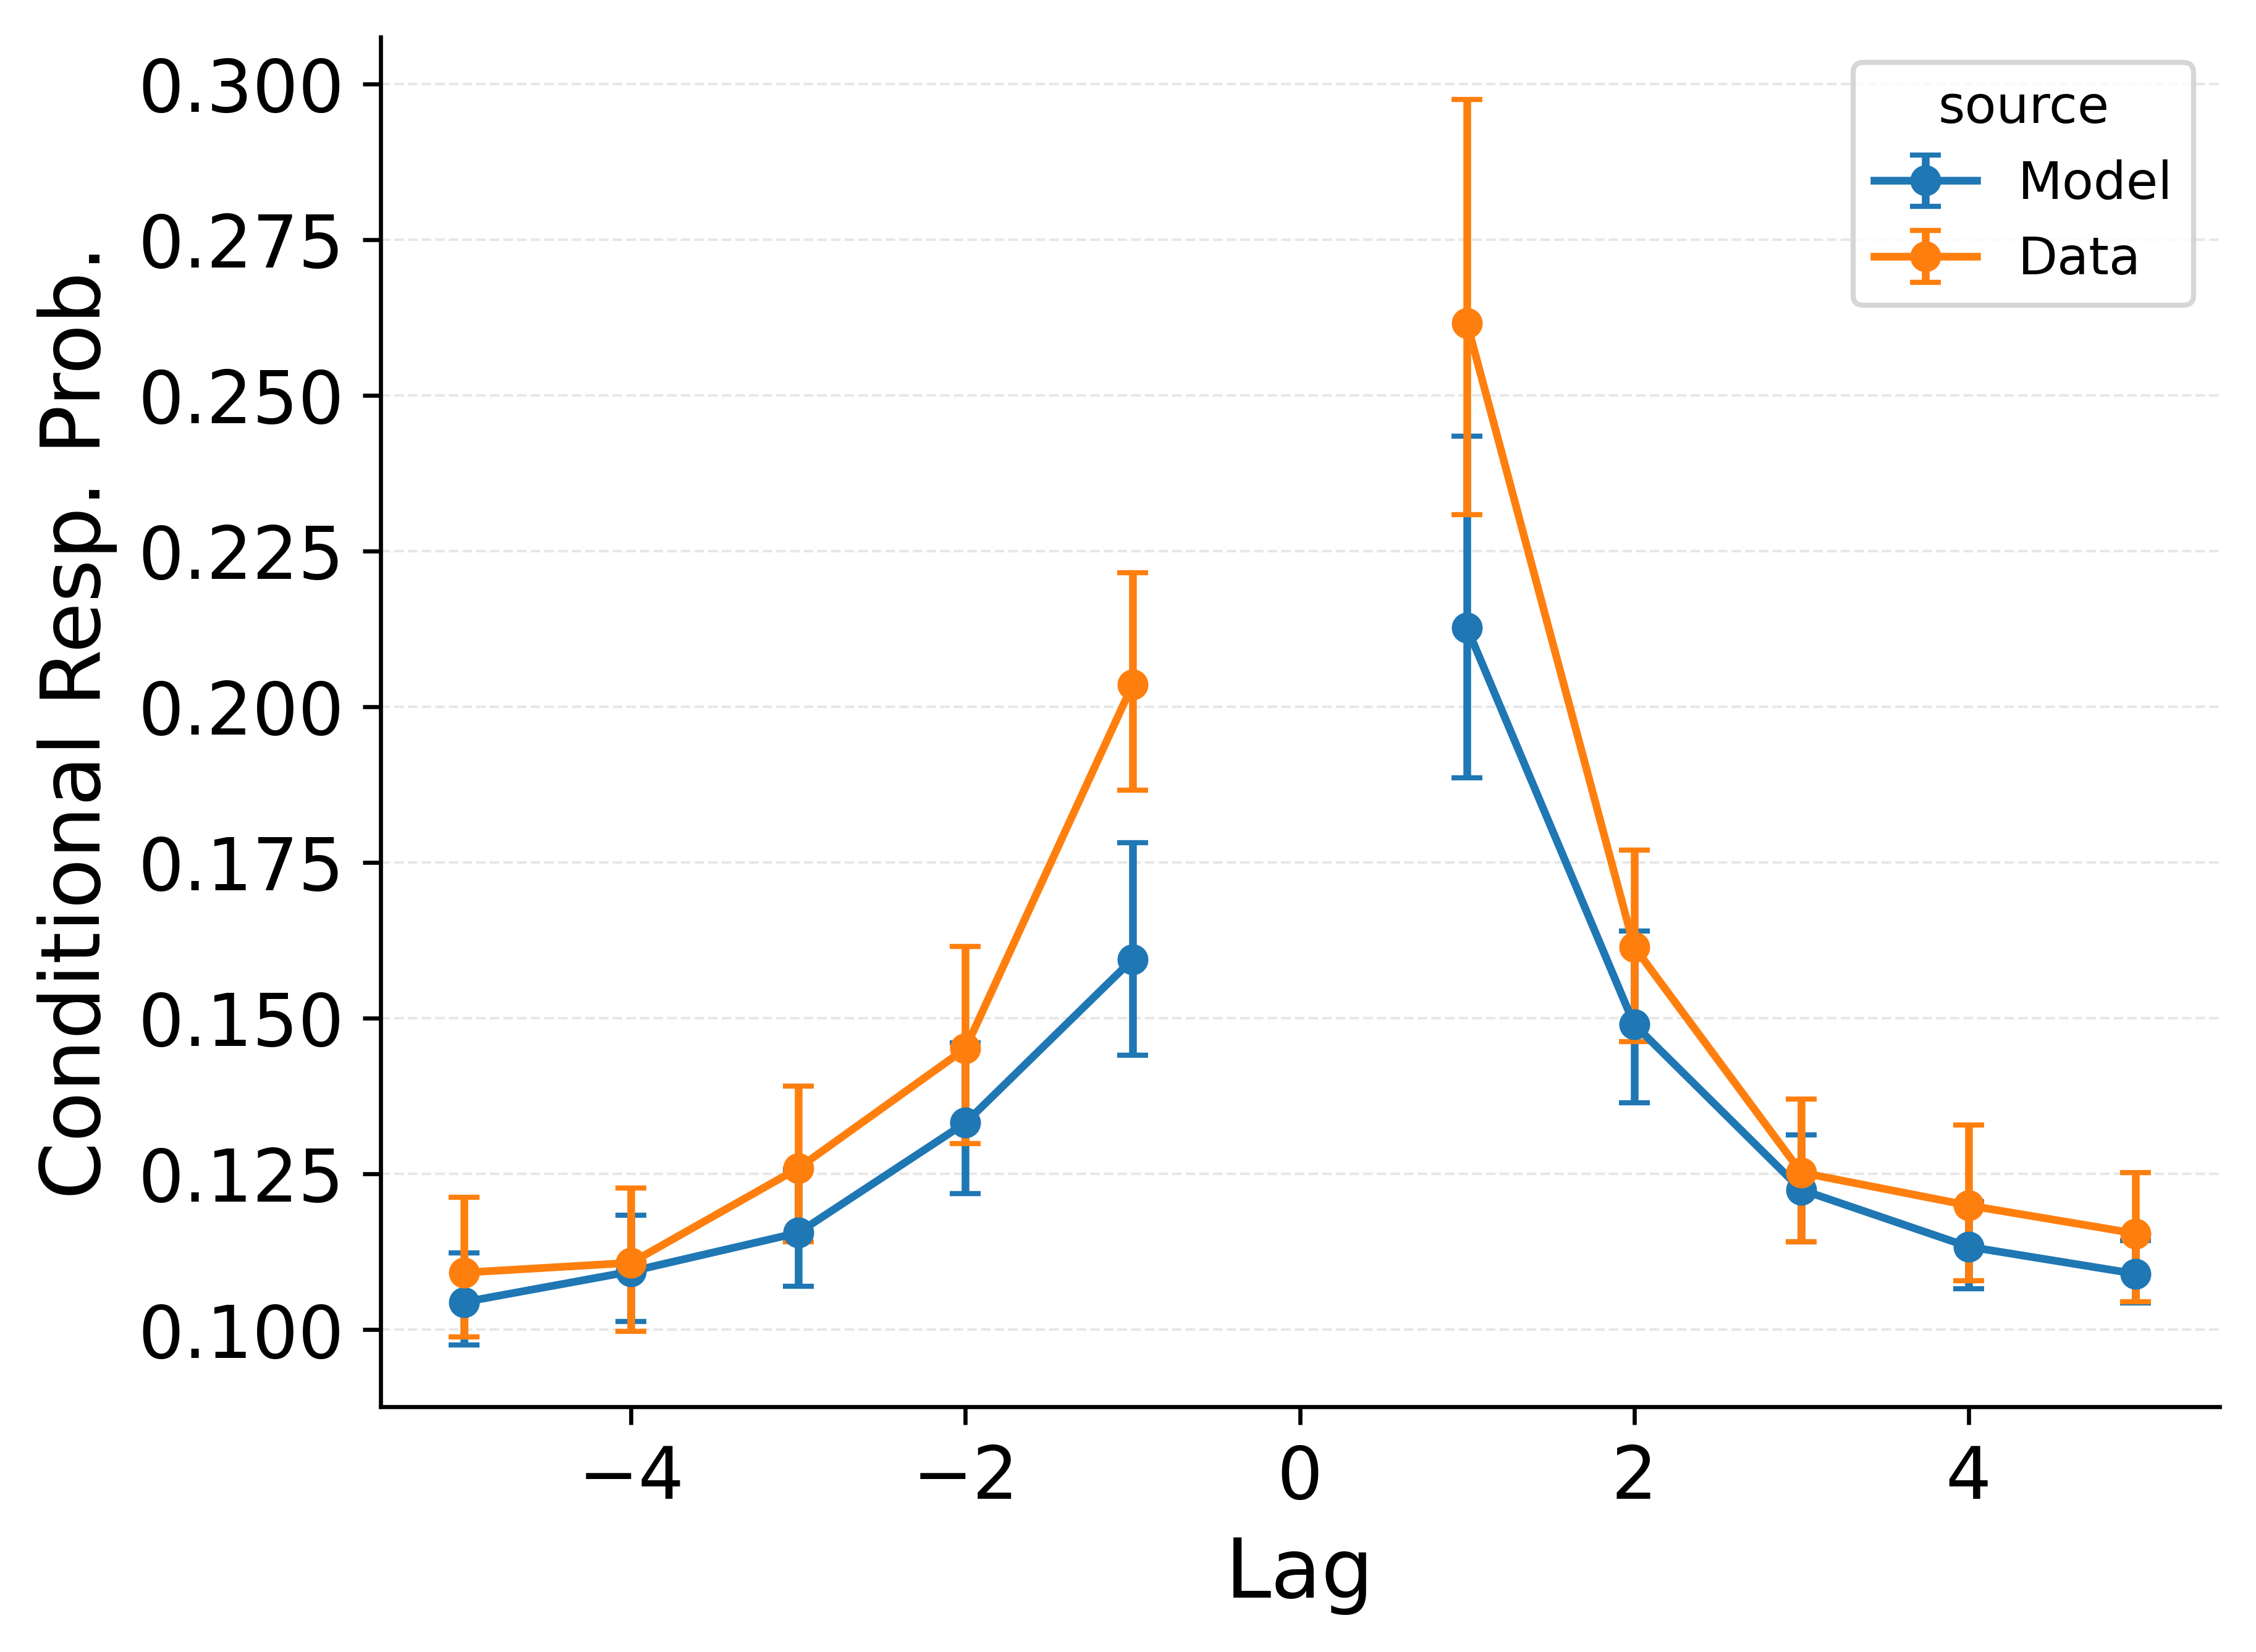 Conditional Resp. Prob.
0.300
0.275
0.250
0.225
0.200
0.175
0.150
0.125
0.100
source
Model
Data
−4 −2 0 2 4
Lag